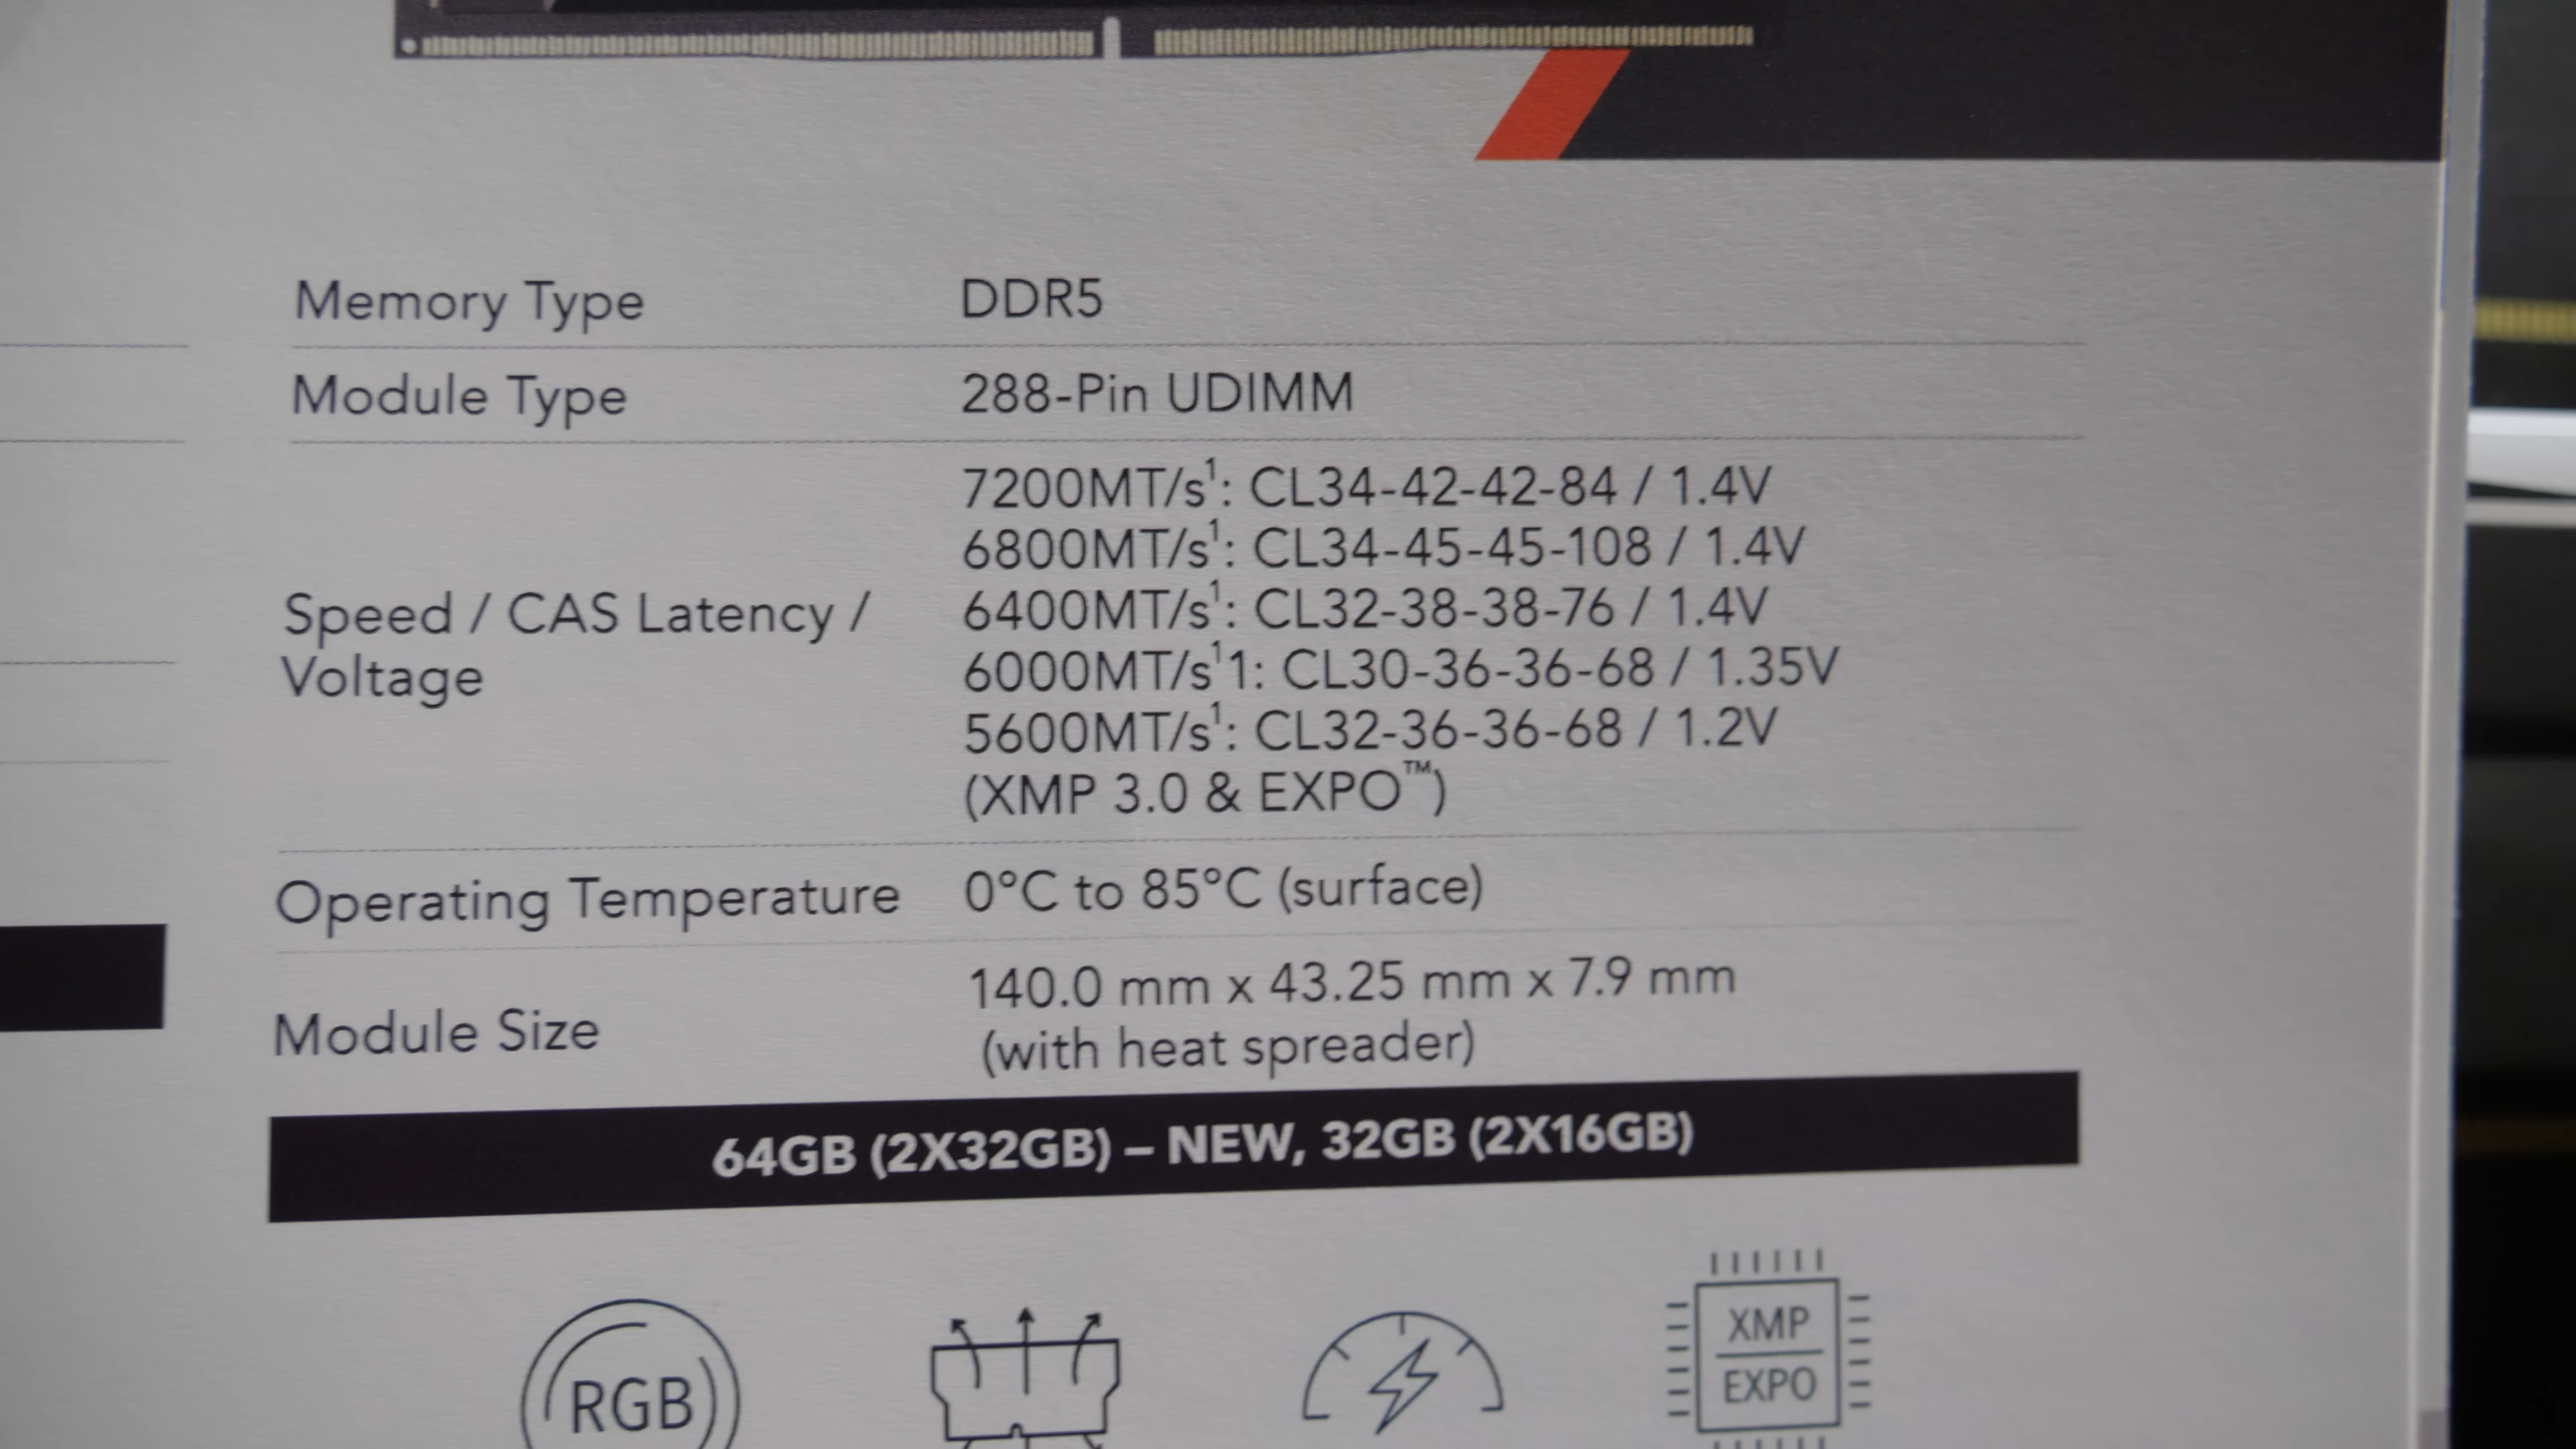 Memory Type DDR5
Module Type 288-Pin UDIMM
Speed / CAS Latency /
Voltage
7200MT/s¹: CL34-42-42-84 / 1.4V
6800MT/s¹: CL34-45-45-108 / 1.4V
6400MT/s¹: CL32-38-38-76 / 1.4V
6000MT/s¹1: CL30-36-36-68 / 1.35V
5600MT/s¹: CL32-36-36-68 / 1.2V
(XMP 3.0 & EXPO™)
Operating Temperature 0°C to 85°C (surface)
Module Size
140.0 mm x 43.25 mm x 7.9 mm
(with heat spreader)
64GB (2X32GB) – NEW, 32GB (2X16GB)
RGB
XMP
EXPO